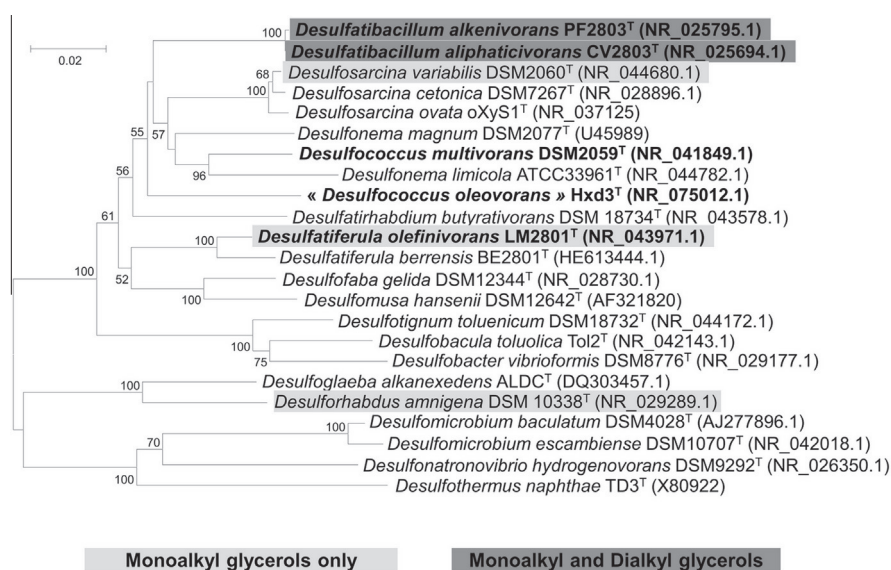 100
Desulfatibacillum alkenivorans PF2803ᵀ (NR_025795.1)
Desulfatibacillum aliphaticivorans CV2803ᵀ (NR_025694.1)
0.02
68
Desulfosarcina variabilis DSM2060ᵀ (NR_044680.1)
100
Desulfosarcina cetonica DSM7267ᵀ (NR_028896.1)
Desulfosarcina ovata oXyS1ᵀ (NR_037125)
55
57
Desulfonema magnum DSM2077ᵀ (U45989)
Desulfococcus multivorans DSM2059ᵀ (NR_041849.1)
56
96
Desulfonema limicola ATCC33961ᵀ (NR_044782.1)
« Desulfococcus oleovorans » Hxd3ᵀ (NR_075012.1)
61
Desulfatirhabdium butyrativorans DSM 18734ᵀ (NR_043578.1)
100
Desulfatiferula olefinivorans LM2801ᵀ (NR_043971.1)
Desulfatiferula berrensis BE2801ᵀ (HE613444.1)
100
52
Desulfofaba gelida DSM12344ᵀ (NR_028730.1)
100
Desulfomusa hansenii DSM12642ᵀ (AF321820)
Desulfotignum toluenicum DSM18732ᵀ (NR_044172.1)
100
Desulfobacula toluolica Tol2ᵀ (NR_042143.1)
75
Desulfobacter vibrioformis DSM8776ᵀ (NR_029177.1)
100
Desulfoglaeba alkanexedens ALDCᵀ (DQ303457.1)
Desulforhabdus amnigena DSM 10338ᵀ (NR_029289.1)
100
Desulfomicrobium baculatum DSM4028ᵀ (AJ277896.1)
70
Desulfomicrobium escambiense DSM10707ᵀ (NR_042018.1)
Desulfonatronovibrio hydrogenovorans DSM9292ᵀ (NR_026350.1)
100
Desulfothermus naphthae TD3ᵀ (X80922)
Monoalkyl glycerols only
Monoalkyl and Dialkyl glycerols